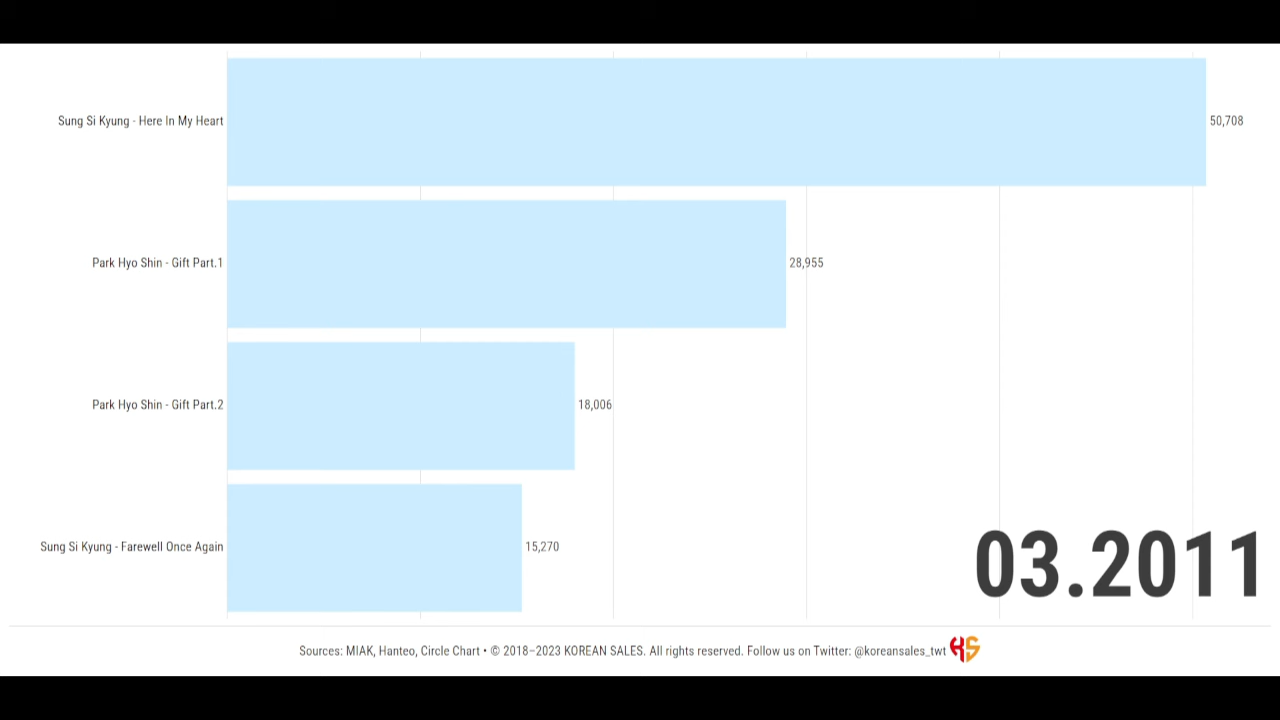 Sung Si Kyung - Here In My Heart
50,708
Park Hyo Shin - Gift Part.1
28,955
Park Hyo Shin - Gift Part.2
18,006
Sung Si Kyung - Farewell Once Again
15,270
03.2011
Sources: MIAK, Hanteo, Circle Chart • © 2018–2023 KOREAN SALES. All rights reserved. Follow us on Twitter: @koreansales_twt KS